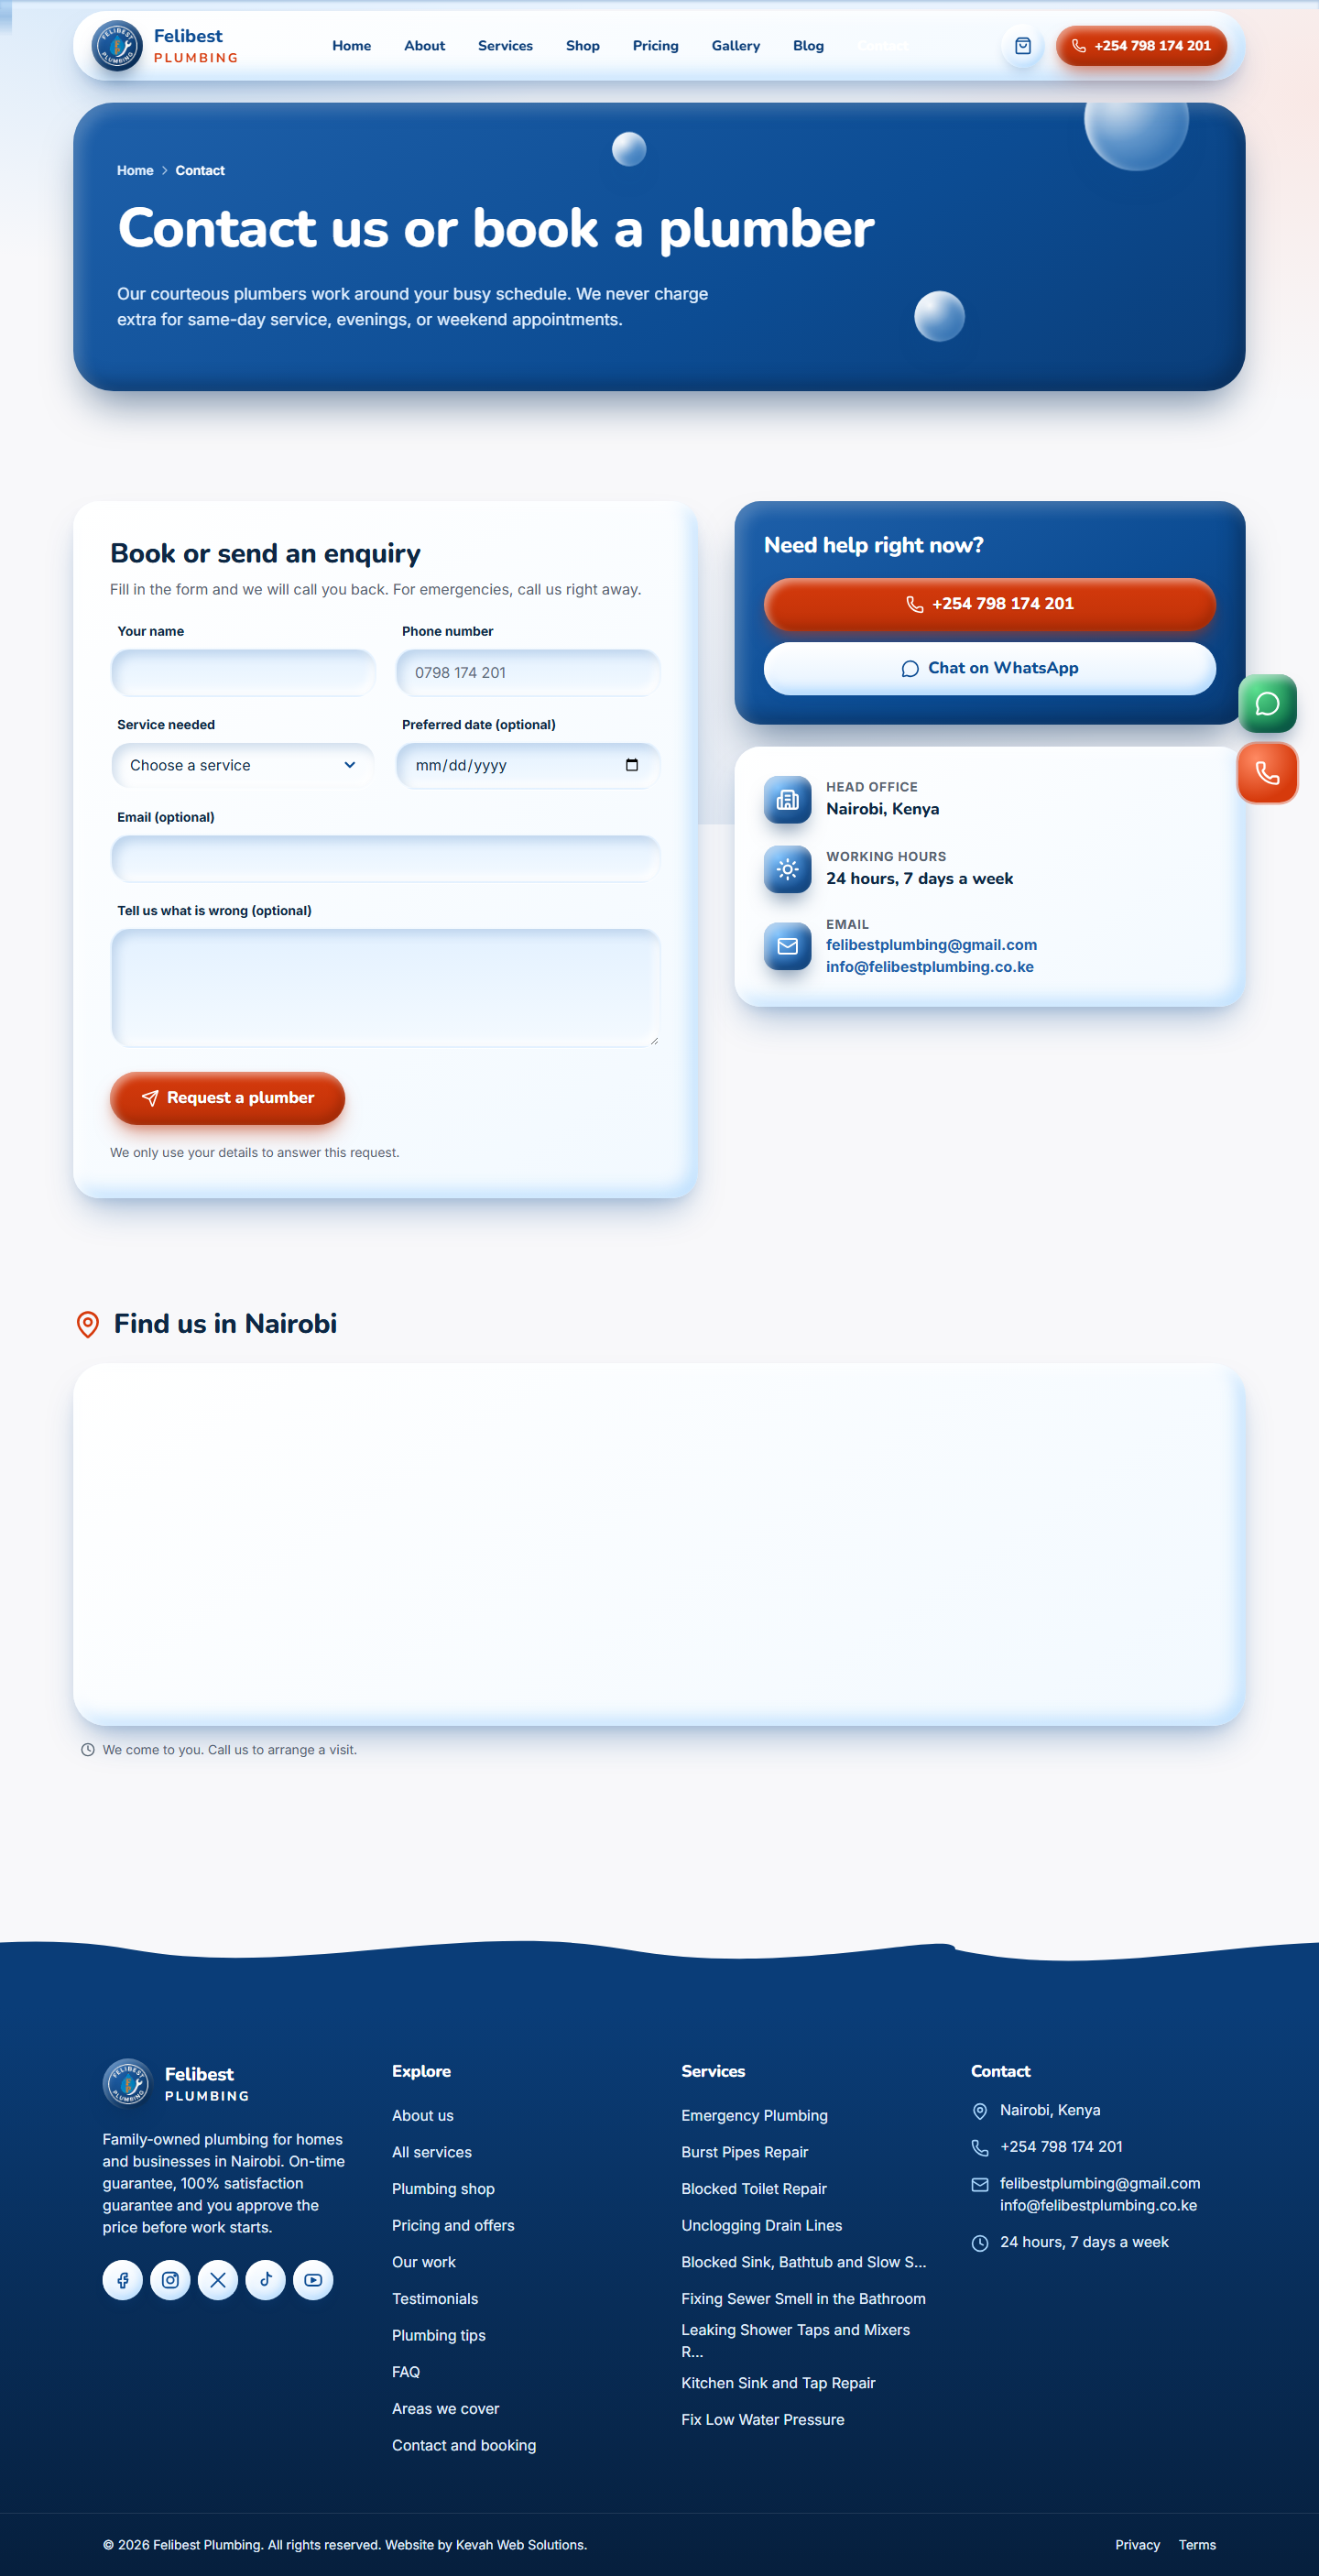 Felibest
PLUMBING
Home
About
Services
Shop
Pricing
Gallery
Blog
Contact
+254 798 174 201
Home > Contact
Contact us or book a plumber
Our courteous plumbers work around your busy schedule. We never charge
extra for same-day service, evenings, or weekend appointments.
Book or send an enquiry
Fill in the form and we will call you back. For emergencies, call us right away.
Your name
Phone number
0798 174 201
Service needed
Preferred date (optional)
Choose a service
mm/dd/yyyy
Email (optional)
Tell us what is wrong (optional)
Request a plumber
We only use your details to answer this request.
Need help right now?
+254 798 174 201
Chat on WhatsApp
HEAD OFFICE
Nairobi, Kenya
WORKING HOURS
24 hours, 7 days a week
EMAIL
felibestplumbing@gmail.com
info@felibestplumbing.co.ke
Find us in Nairobi
We come to you. Call us to arrange a visit.
FELIBEST
PLUMBING
Felibest
PLUMBING
Family-owned plumbing for homes
and businesses in Nairobi. On-time
guarantee, 100% satisfaction
guarantee and you approve the
price before work starts.
Explore
About us
All services
Plumbing shop
Pricing and offers
Our work
Testimonials
Plumbing tips
FAQ
Areas we cover
Contact and booking
Services
Emergency Plumbing
Burst Pipes Repair
Blocked Toilet Repair
Unclogging Drain Lines
Blocked Sink, Bathtub and Slow S...
Fixing Sewer Smell in the Bathroom
Leaking Shower Taps and Mixers
R...
Kitchen Sink and Tap Repair
Fix Low Water Pressure
Contact
Nairobi, Kenya
+254 798 174 201
felibestplumbing@gmail.com
info@felibestplumbing.co.ke
24 hours, 7 days a week
© 2026 Felibest Plumbing. All rights reserved. Website by Kevah Web Solutions.
Privacy
Terms